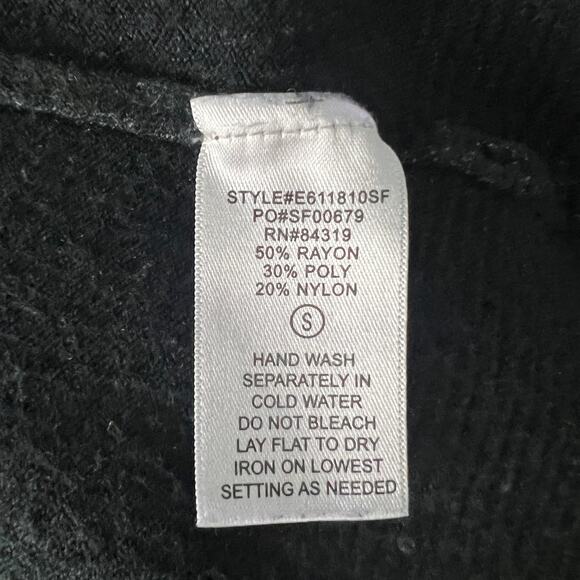 STYLE#E611810SF
PO#SF00679
RN#84319
50% RAYON
30% POLY
20% NYLON
S
HAND WASH
SEPARATELY IN
COLD WATER
DO NOT BLEACH
LAY FLAT TO DRY
IRON ON LOWEST
SETTING AS NEEDED